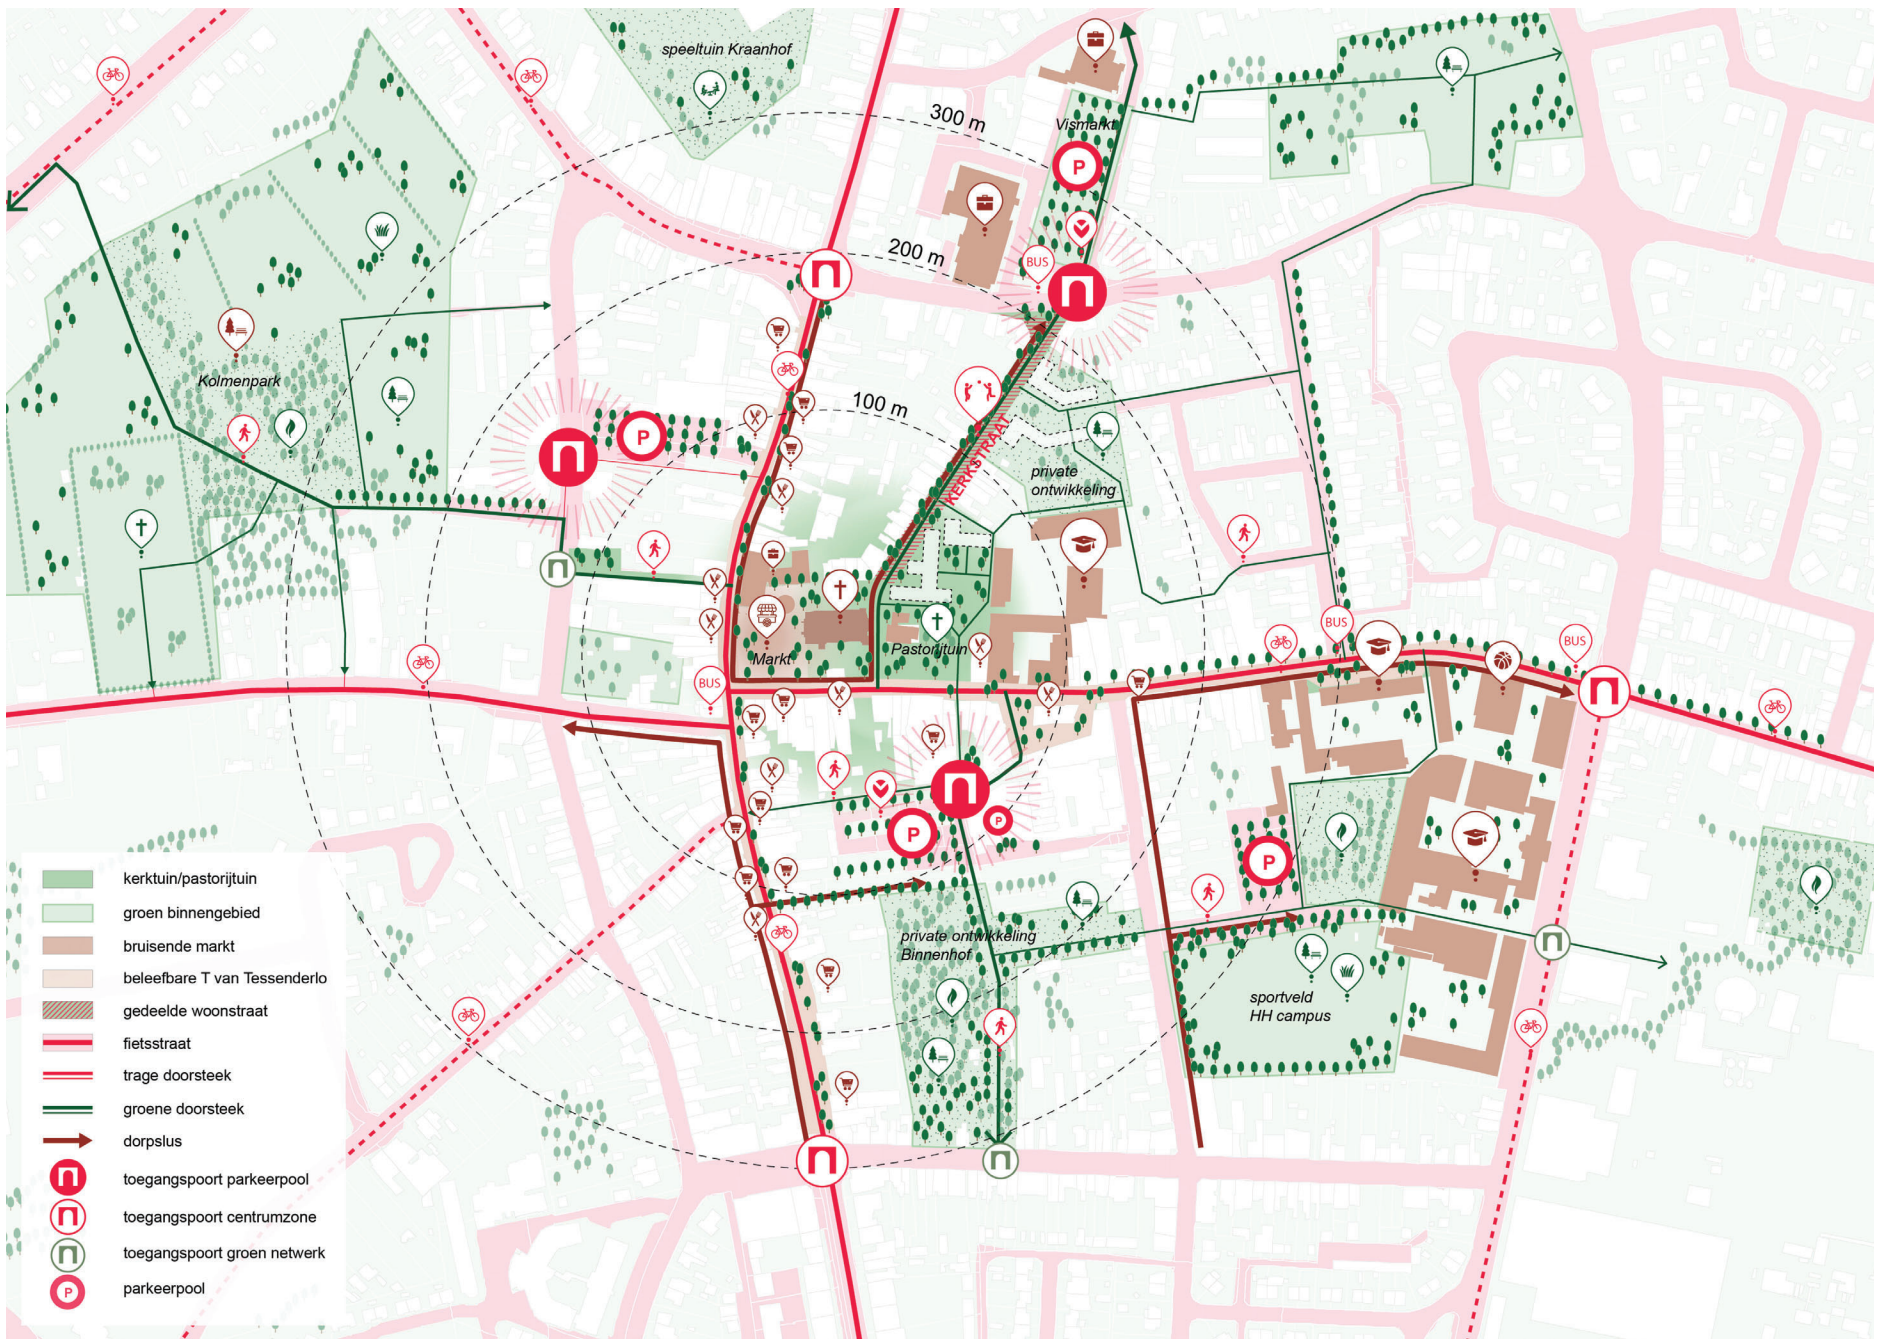 speeltuin Kraanhof
300 m
Vismarkt
P
200 m
BUS
Kolmenpark
100 m
P
KERKSTRAAT
private
ontwikkeling
Markt
Pastorijtuin
BUS
BUS
BUS
P
P
P
private ontwikkeling
Binnenhof
sportveld
HH campus
kerktuin/pastorijtuin
groen binnengebied
bruisende markt
beleefbare T van Tessenderlo
gedeelde woonstraat
fietsstraat
trage doorsteek
groene doorsteek
dorpslus
toegangspoort parkeerpool
toegangspoort centrumzone
toegangspoort groen netwerk
P
parkeerpool